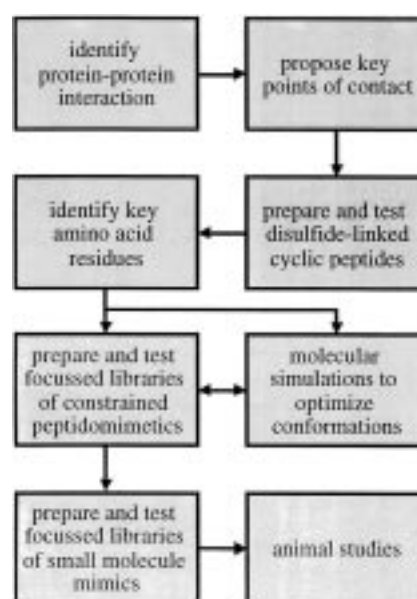 identify
protein-protein
interaction
propose key
points of contact
identify key
amino acid
residues
prepare and test
disulfide-linked
cyclic peptides
prepare and test
focussed libraries
of constrained
peptidomimetics
molecular
simulations to
optimize
conformations
prepare and test
focussed libraries
of small molecule
mimics
animal studies